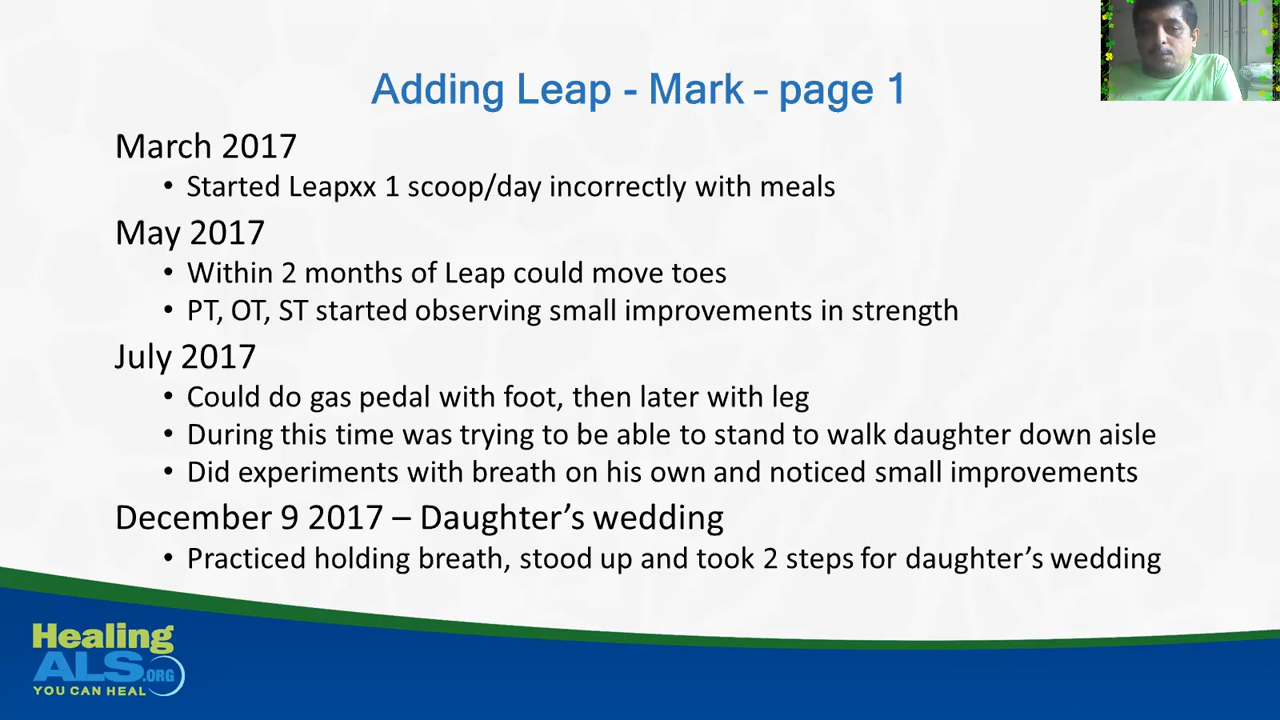 Adding Leap - Mark - page 1
March 2017
• Started Leapxx 1 scoop/day incorrectly with meals
May 2017
• Within 2 months of Leap could move toes
• PT, OT, ST started observing small improvements in strength
July 2017
• Could do gas pedal with foot, then later with leg
• During this time was trying to be able to stand to walk daughter down aisle
• Did experiments with breath on his own and noticed small improvements
December 9 2017 – Daughter’s wedding
• Practiced holding breath, stood up and took 2 steps for daughter’s wedding
Healing
ALS.ORG
YOU CAN HEAL